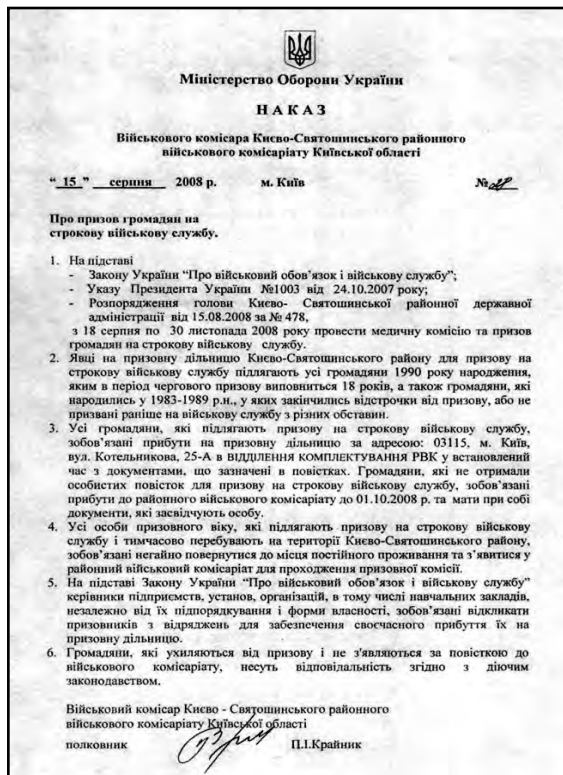 Міністерство Оборони України
Н А К А З
Військового комісара Києво-Святошинського районного
військового комісаріату Київської області
“ 15 ” серпня 2008 р. м. Київ №
Про призов громадян на
строкову військову службу.
1. На підставі
- Закону України “Про військовий обов’язок і військову службу”;
- Указу Президента України №1003 від 24.10.2007 року;
- Розпорядження голови Києво- Святошинської районної державної
адміністрації від 15.08.2008 за № 478,
з 18 серпня по 30 листопада 2008 року провести медичну комісію та призов
громадян на строкову військову службу.
2. Явці на призовну дільницю Києво-Святошинського району для призову на
строкову військову службу підлягають усі громадяни 1990 року народження,
яким в період чергового призову виповниться 18 років, а також громадяни, які
народились у 1983-1989 р.н., у яких закінчились відстрочки від призову, або не
призвані раніше на військову службу з різних обставин.
3. Усі громадяни, які підлягають призову на строкову військову службу,
зобов’язані прибути на призовну дільницю за адресою: 03115, м. Київ,
вул. Котельникова, 25-А в ВІДДІЛЕННЯ КОМПЛЕКТУВАННЯ РВК у встановлений
час з документами, що зазначені в повістках. Громадяни, які не отримали
особистих повісток для призову на строкову військову службу, зобов’язані
прибути до районного військового комісаріату до 01.10.2008 р. та мати при собі
документи, які засвідчують особу.
4. Усі особи призовного віку, які підлягають призову на строкову військову
службу і тимчасово перебувають на території Києво-Святошинського району,
зобов’язані негайно повернутися до місця постійного проживання та з’явитися у
районний військовий комісаріат для проходження призовної комісії.
5. На підставі Закону України “Про військовий обов’язок і військову службу”
керівники підприємств, установ, організацій, в тому числі навчальних закладів,
незалежно від їх підпорядкування і форми власності, зобов’язані відкликати
призовників з відряджень для забезпечення своєчасного прибуття їх на
призовну дільницю.
6. Громадяни, які ухиляються від призову і не з'являються за повісткою до
військового комісаріату, несуть відповідальність згідно з діючим
законодавством.
Військовий комісар Києво - Святошинського районного
військового комісаріату Київської області
полковник П.І.Крайник